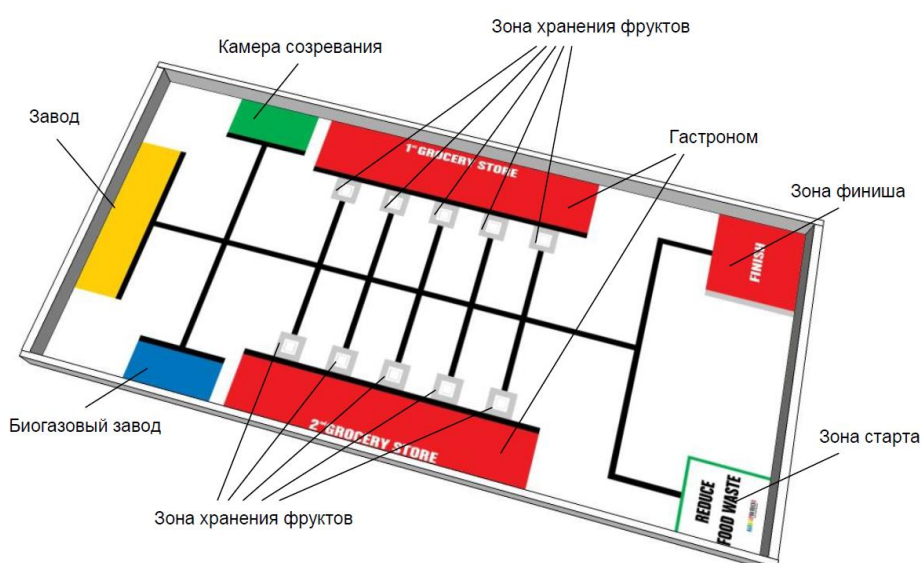 Зона хранения фруктов
Камера созревания
Завод
Гастроном
1ˢᵗ GROCERY STORE
Зона финиша
FINISH
Биогазовый завод
2ⁿᵈ GROCERY STORE
Зона старта
REDUCE
FOOD WASTE
Зона хранения фруктов